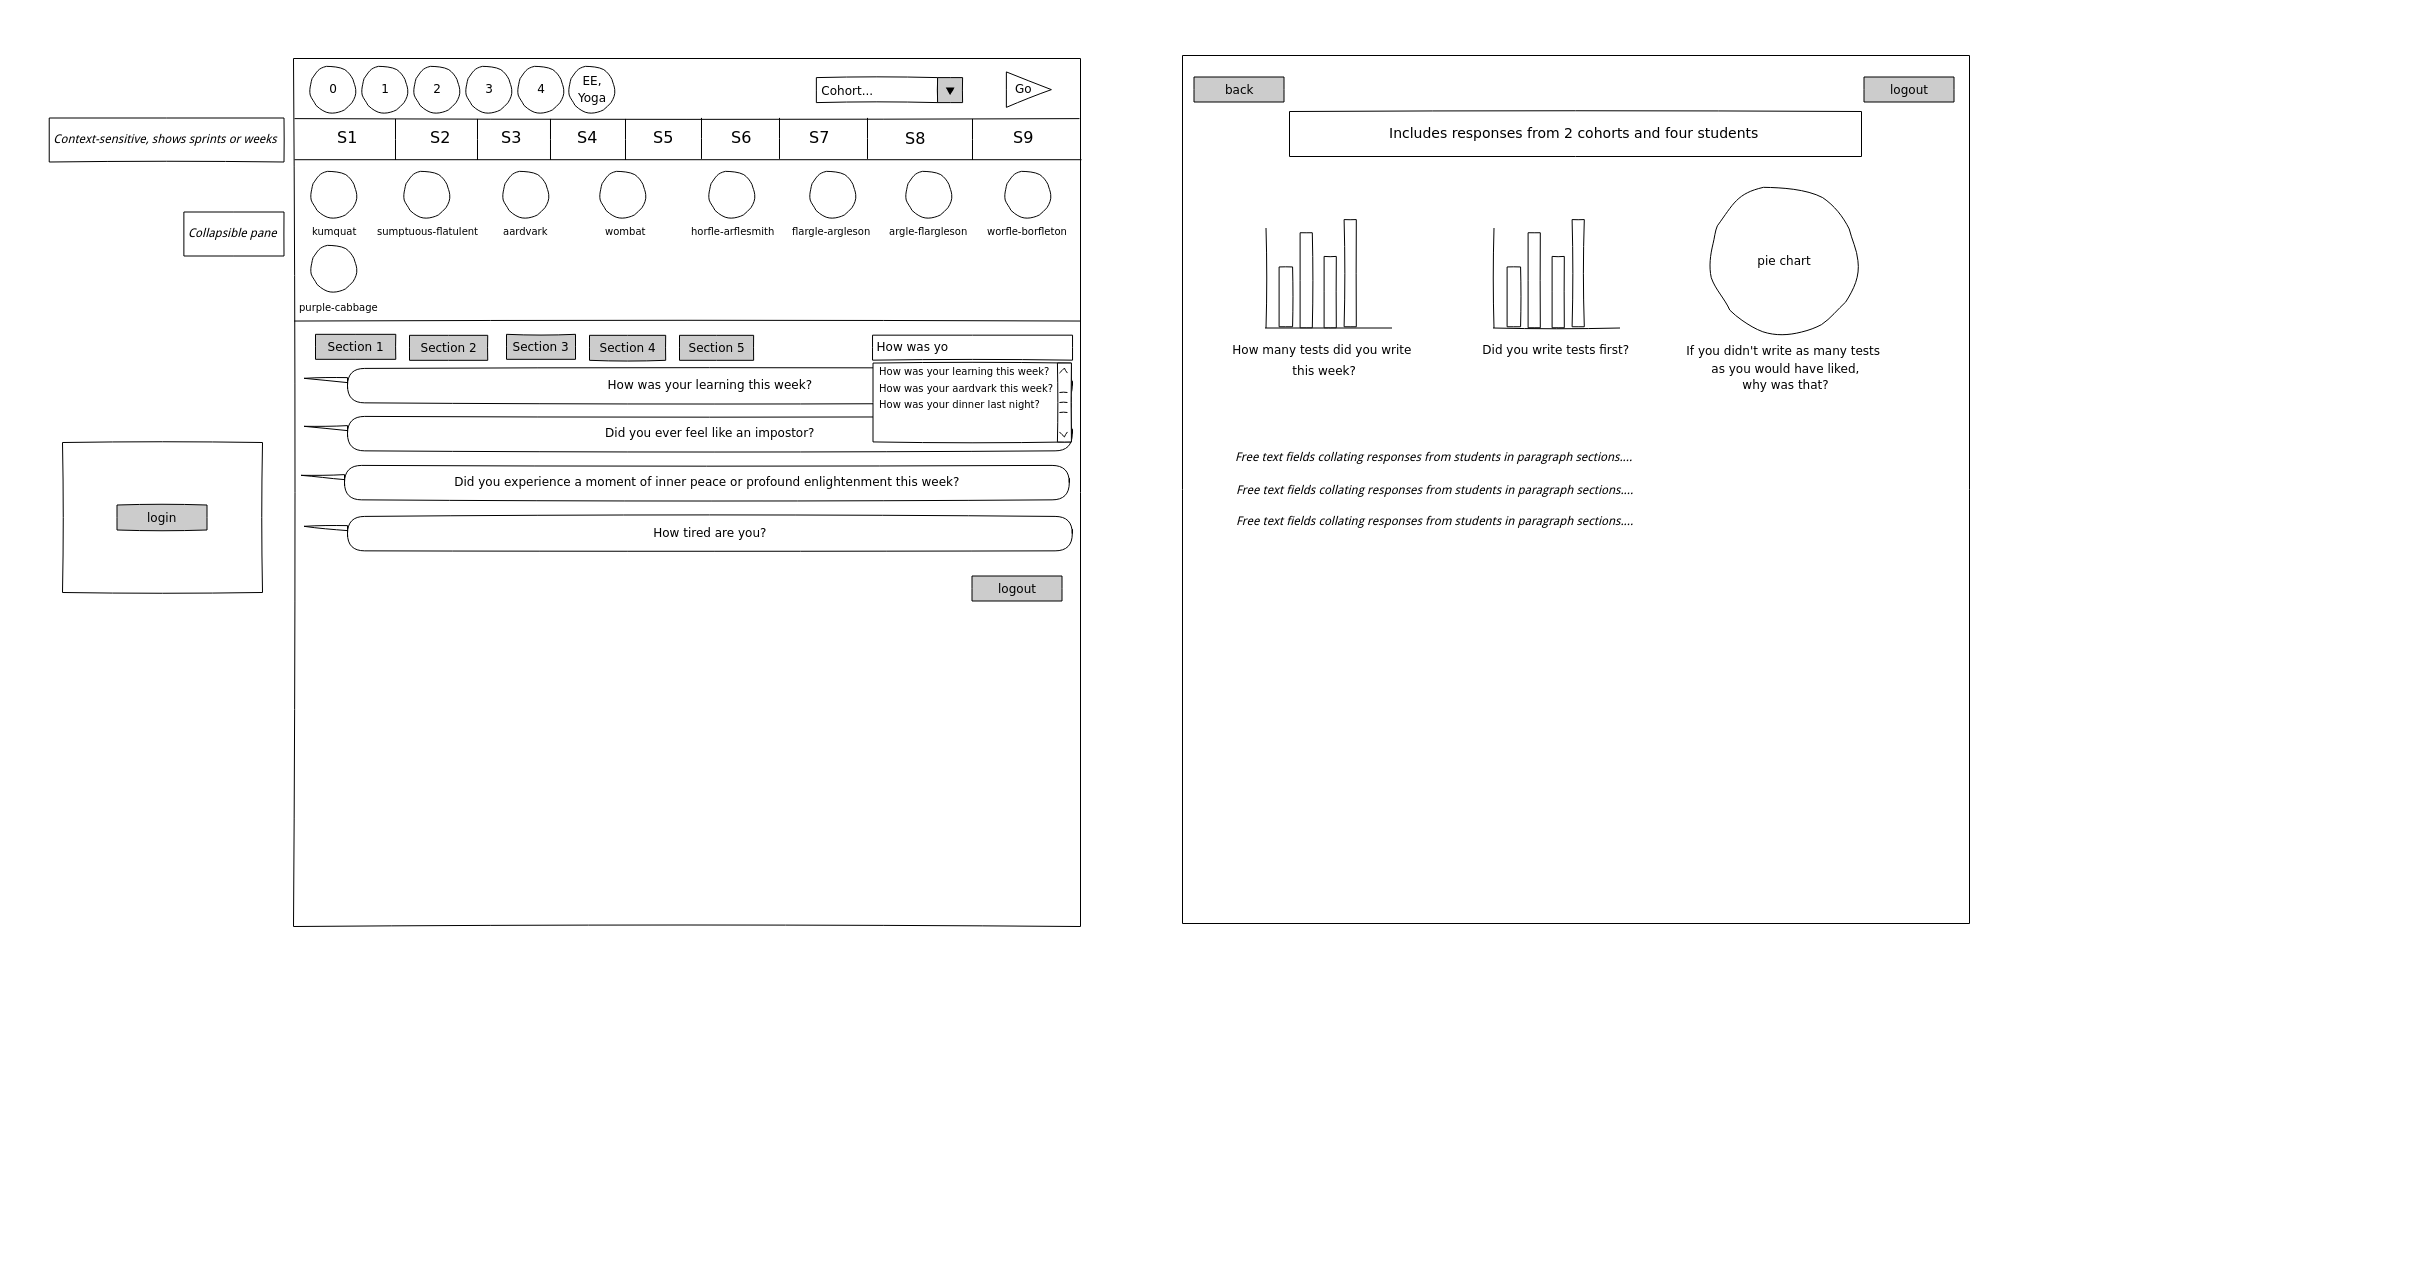 0 1 2 3 4 EE,
Yoga
Cohort...
Go
Context-sensitive, shows sprints or weeks
S1 S2 S3 S4 S5 S6 S7 S8 S9
Collapsible pane
kumquat sumptuous-flatulent aardvark wombat horfle-arflesmith flargle-argleson argle-flargleson worfle-borfleton
purple-cabbage
Section 1 Section 2 Section 3 Section 4 Section 5
How was yo
How was your learning this week?
How was your aardvark this week?
How was your dinner last night?
How was your learning this week?
Did you ever feel like an impostor?
Did you experience a moment of inner peace or profound enlightenment this week?
How tired are you?
logout
login
back
logout
Includes responses from 2 cohorts and four students
How many tests did you write
this week?
Did you write tests first?
pie chart
If you didn't write as many tests
as you would have liked,
why was that?
Free text fields collating responses from students in paragraph sections....
Free text fields collating responses from students in paragraph sections....
Free text fields collating responses from students in paragraph sections....